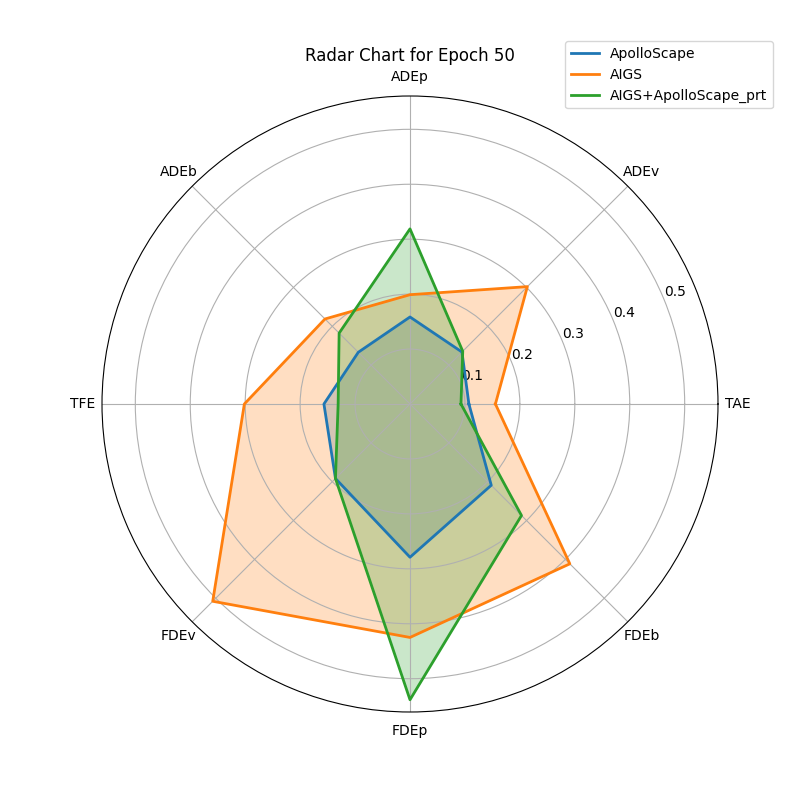 Radar Chart for Epoch 50
ApolloScape
AIGS
AIGS+ApolloScape_prt
ADEp
ADEb
ADEv
0.5
0.4
0.3
0.2
0.1
TFE
TAE
FDEv
FDEb
FDEp